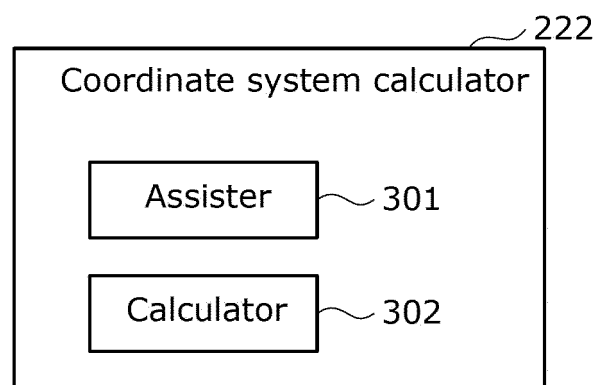 222
Coordinate system calculator
Assister 301
Calculator 302